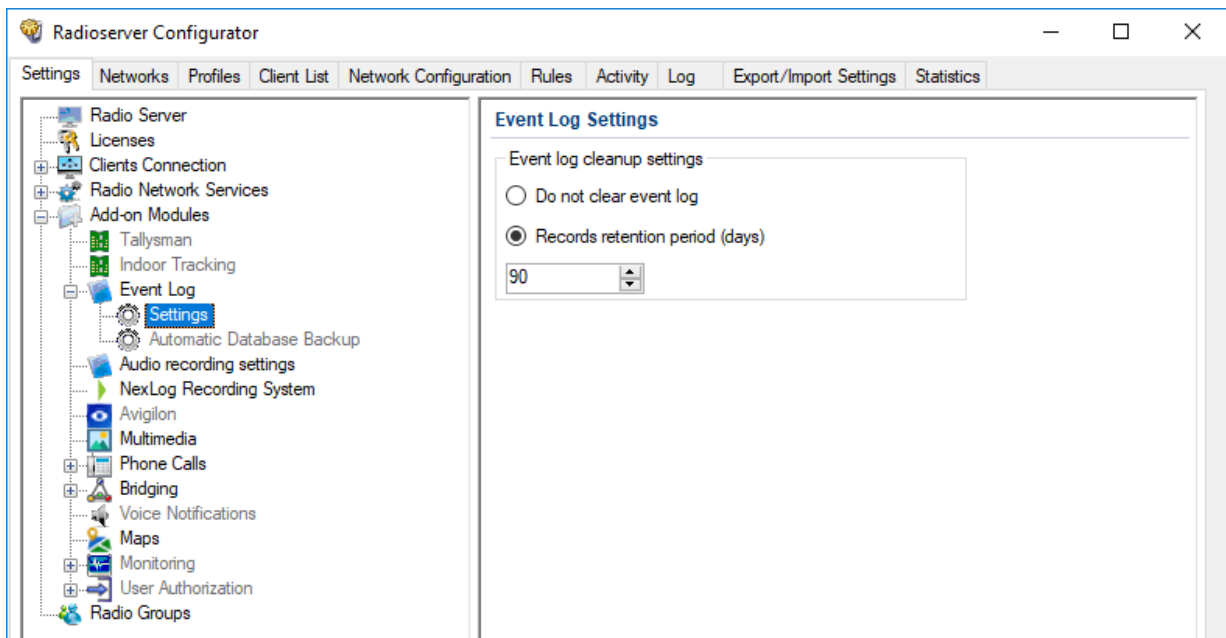 Radioserver Configurator
Settings Networks Profiles Client List Network Configuration Rules Activity Log Export/Import Settings Statistics
Radio Server
Licenses
Clients Connection
Radio Network Services
Add-on Modules
Tallysman
Indoor Tracking
Event Log
Settings
Automatic Database Backup
Audio recording settings
NexLog Recording System
Avigilon
Multimedia
Phone Calls
Bridging
Voice Notifications
Maps
Monitoring
User Authorization
Radio Groups
Event Log Settings
Event log cleanup settings
Do not clear event log
Records retention period (days)
90